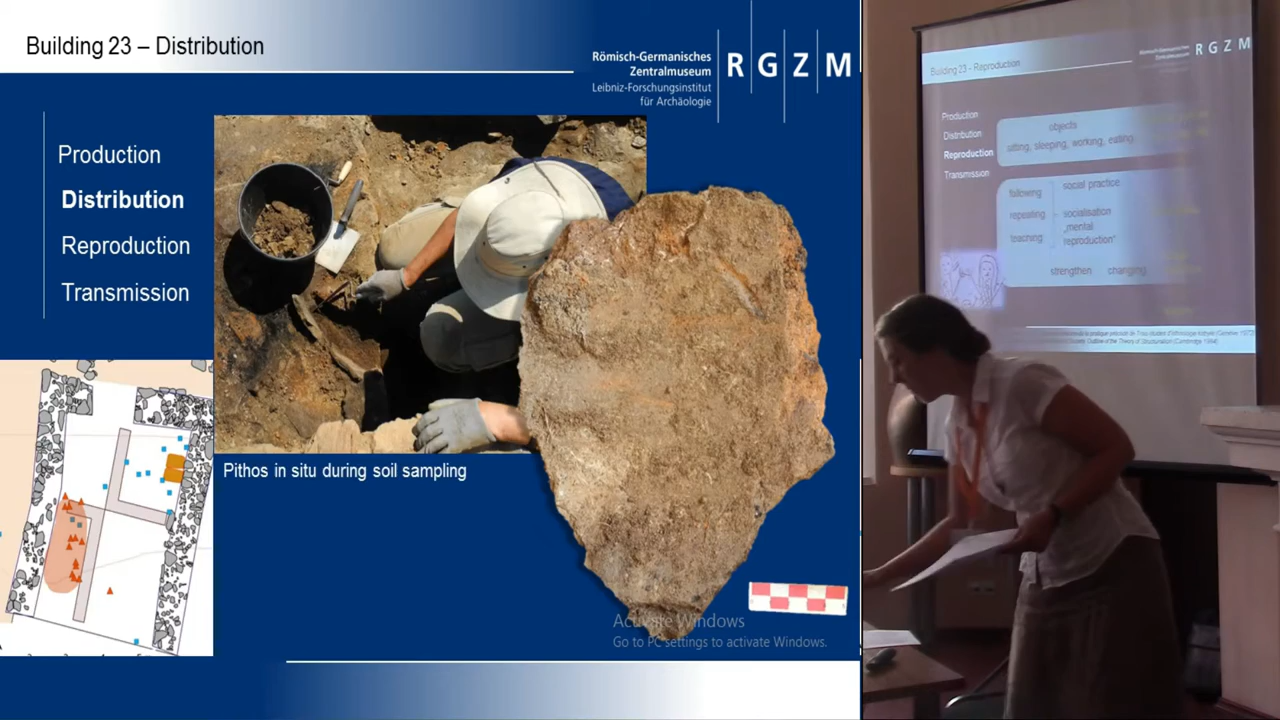 Building 23 – Distribution
Römisch-Germanisches
Zentralmuseum
Leibniz-Forschungsinstitut
für Archäologie
R G Z M
Production
Distribution
Reproduction
Transmission
Pithos in situ during soil sampling
Activate Windows
Go to PC settings to activate Windows.
Building 23 – Reproduction
R G Z M
Production
Distribution
Reproduction
Transmission
objects
sitting, sleeping, working, eating
following
repeating
teaching
social practice
socialisation
„mental
reproduction"
strengthen changing